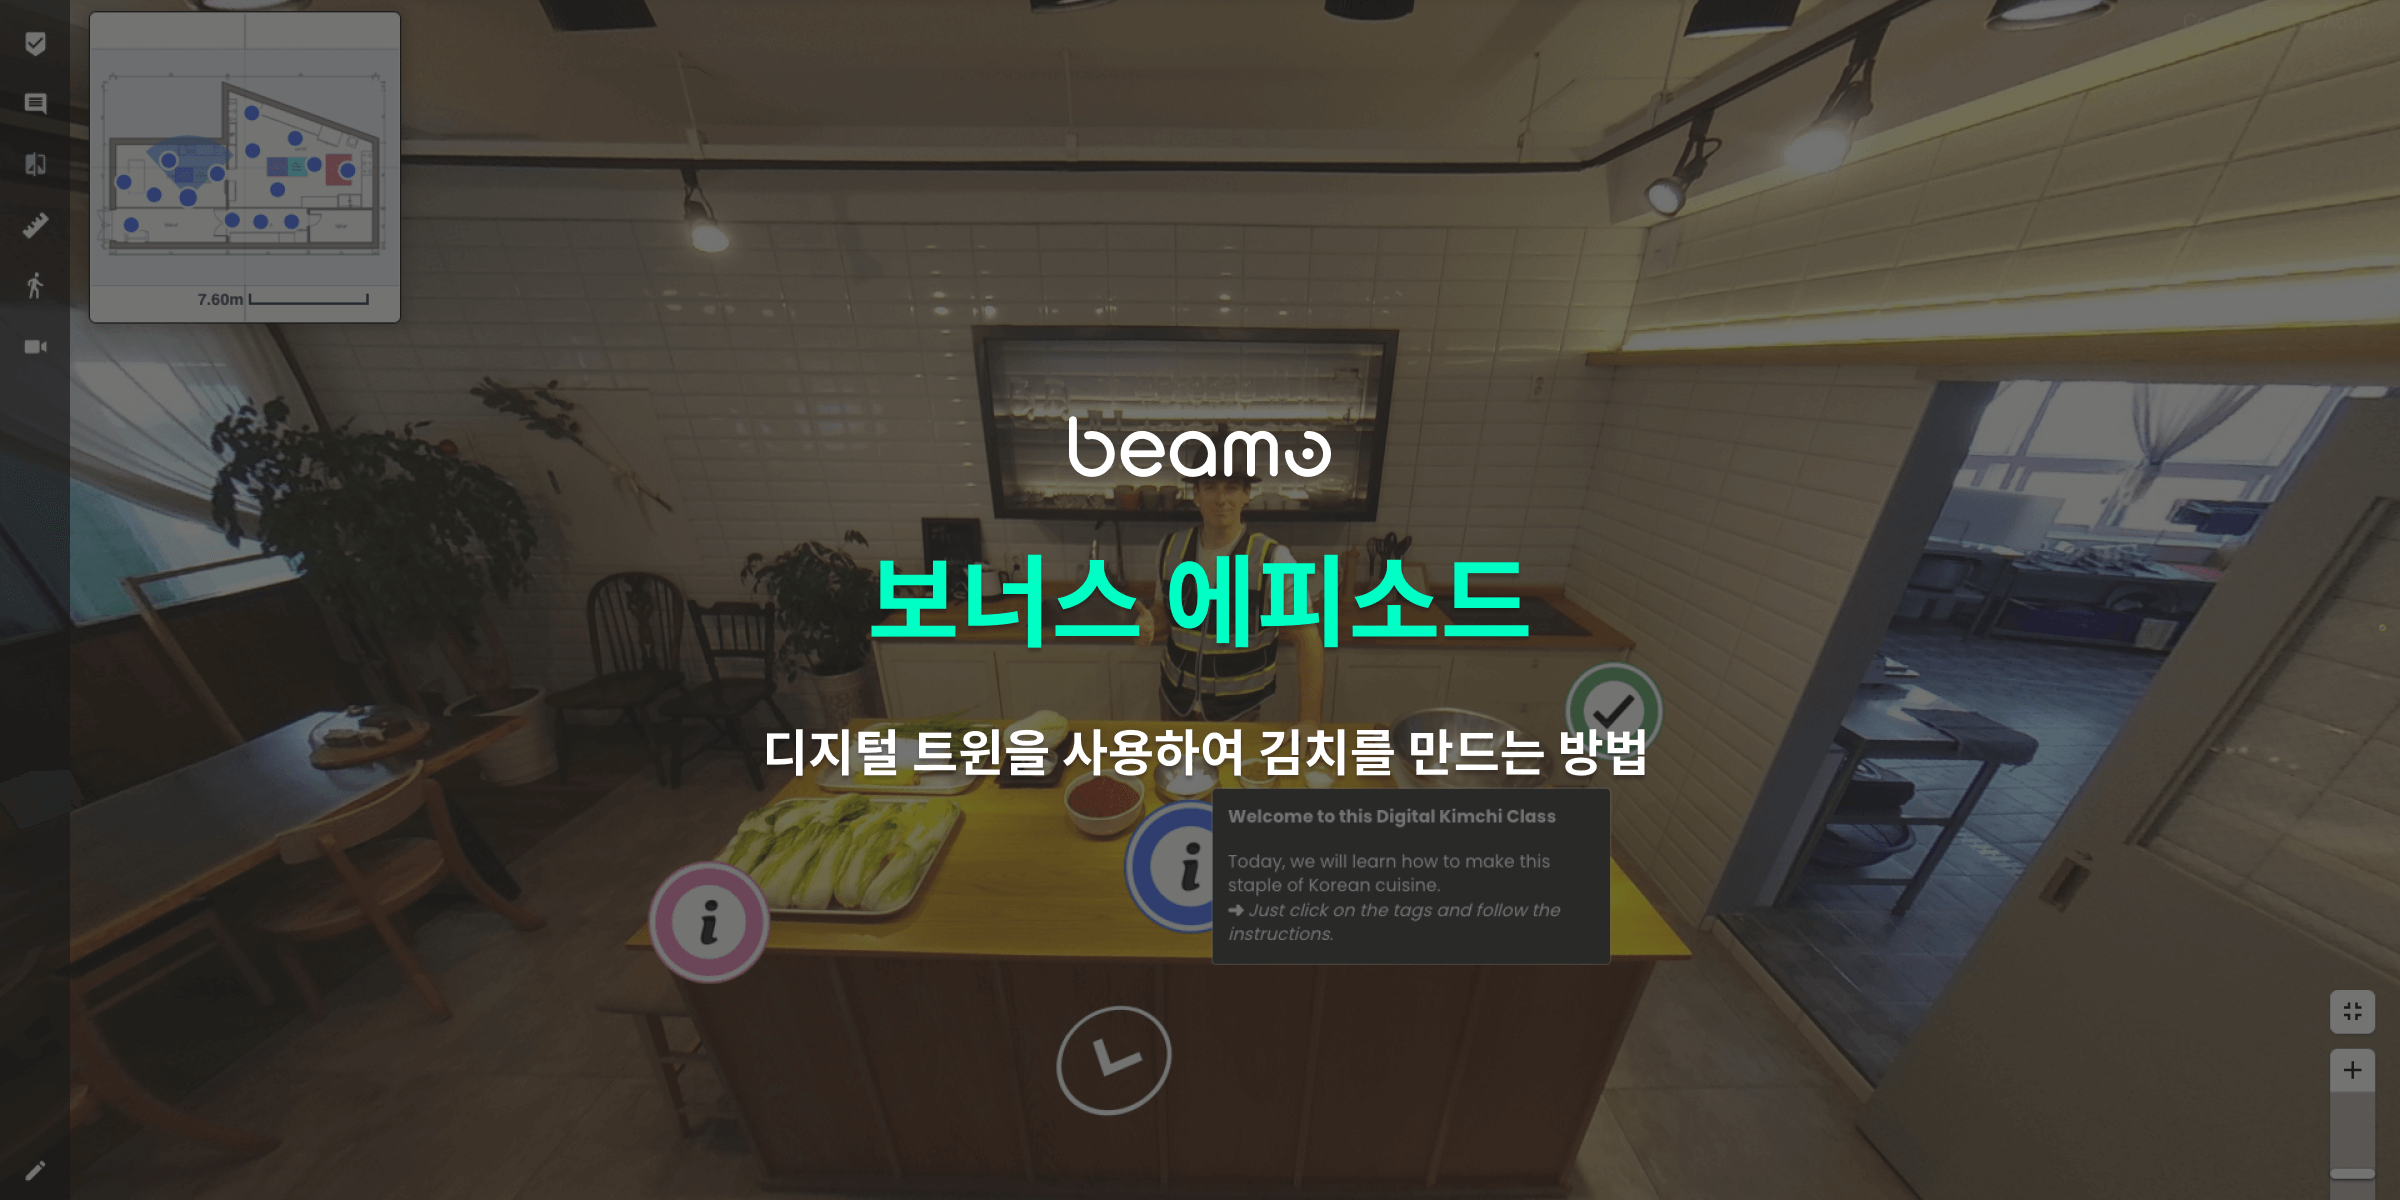 7.60m
beamo
보너스 에피소드
디지털 트윈을 사용하여 김치를 만드는 방법
Welcome to this Digital Kimchi Class
Today, we will learn how to make this
staple of Korean cuisine.
➜ Just click on the tags and follow the
instructions.